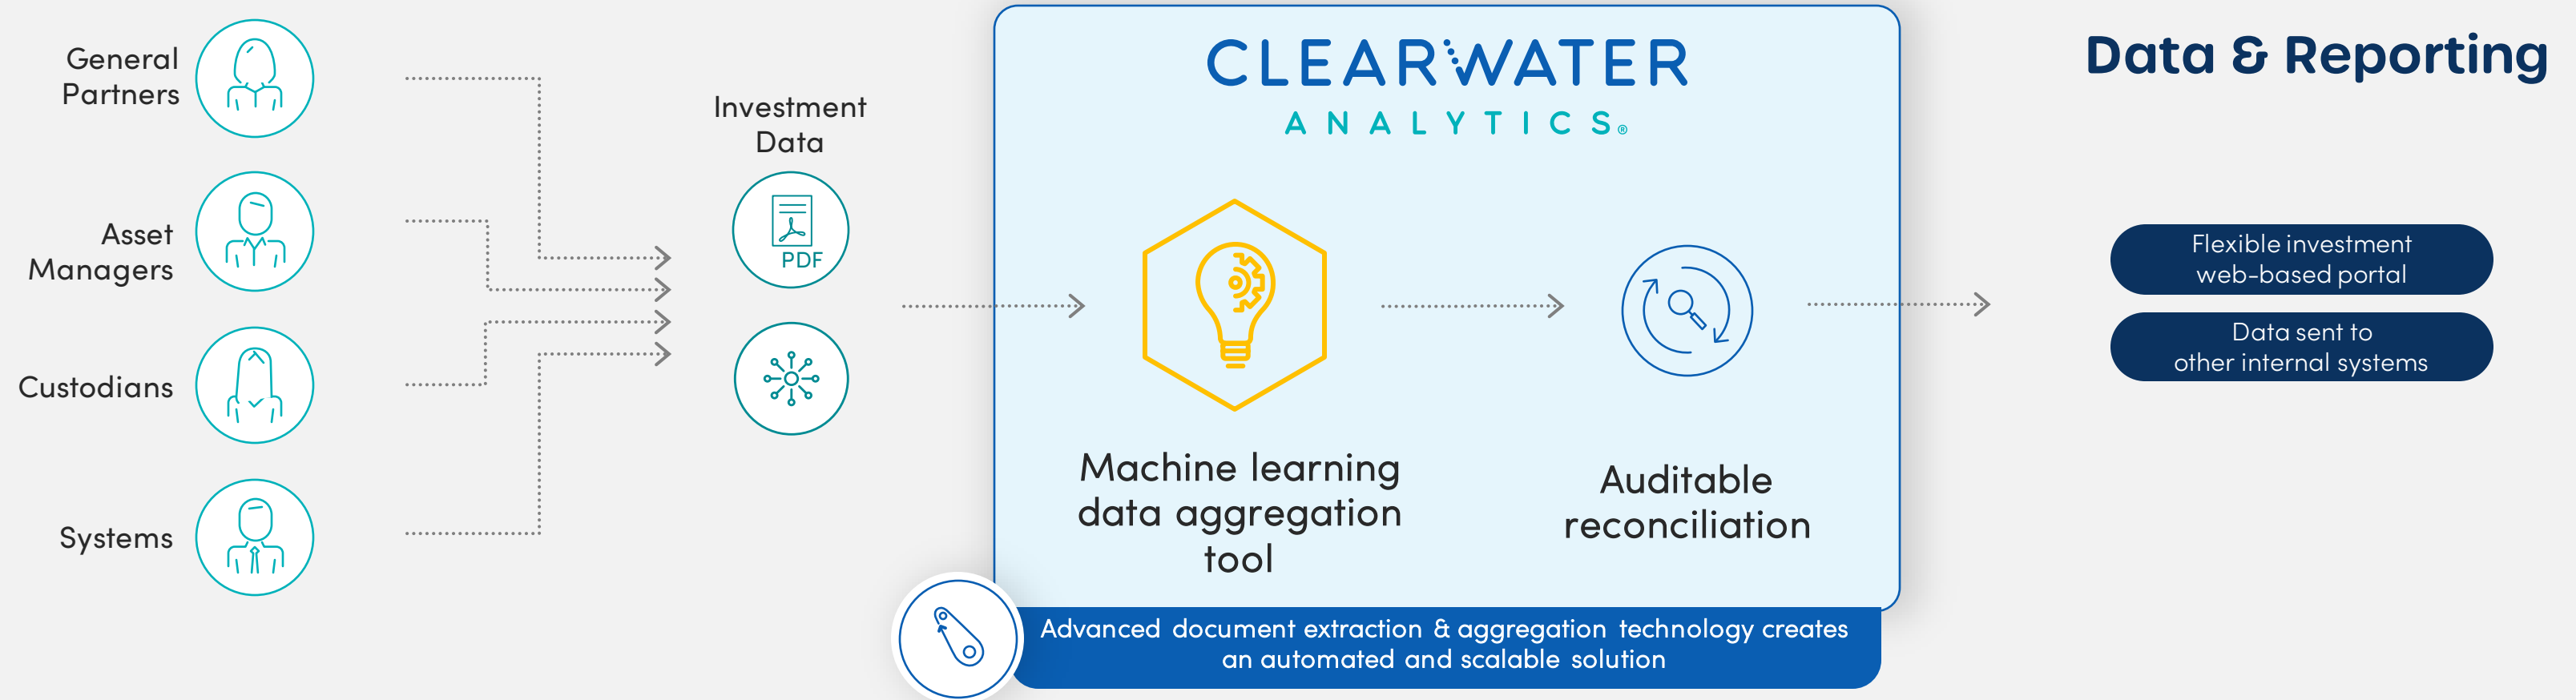 General
Partners
Asset
Managers
Custodians
Systems
Investment
Data
PDF
CLEARWATER
ANALYTICS®
Machine learning
data aggregation
tool
Auditable
reconciliation
Advanced document extraction & aggregation technology creates
an automated and scalable solution
Data & Reporting
Flexible investment
web-based portal
Data sent to
other internal systems